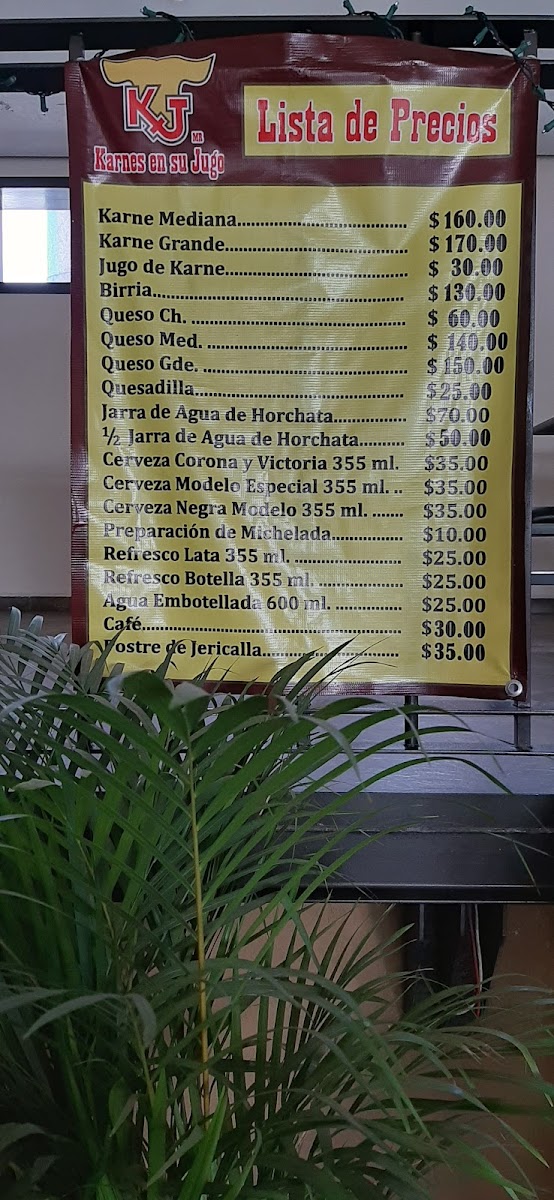 KJ MR
Karnes en su Jugo
Lista de Precios
Karne Mediana........................................ $160.00
Karne Grande........................................... $170.00
Jugo de Karne........................................... $ 30.00
Birria........................................................... $130.00
Queso Ch. .................................................. $ 60.00
Queso Med. ............................................... $ 140.00
Queso Gde. ................................................ $ 150.00
Quesadilla.................................................. $25.00
Jarra de Agua de Horchata................. $70.00
½ Jarra de Agua de Horchata........... $50.00
Cerveza Corona y Victoria 355 ml. $35.00
Cerveza Modelo Especial 355 ml. .. $35.00
Cerveza Negra Modelo 355 ml. ....... $35.00
Preparación de Michelada................. $10.00
Refresco Lata 355 ml. ......................... $25.00
Refresco Botella 355 ml. .................... $25.00
Agua Embotellada 600 ml. ................ $25.00
Café............................................................. $30.00
Postre de Jericalla................................ $35.00